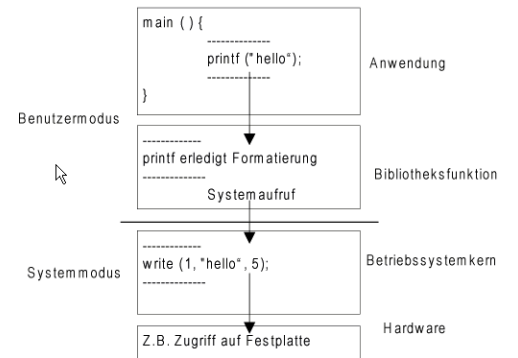 main () {
--------------
printf ("hello“);
--------------
}
Anwendung
Benutzermodus
-------------
printf erledigt Formatierung
--------------
Systemaufruf
Bibliotheksfunktion
-------------
write (1, "hello“, 5);
--------------
Betriebssystemkern
Systemmodus
Hardware
Z.B. Zugriff auf Festplatte